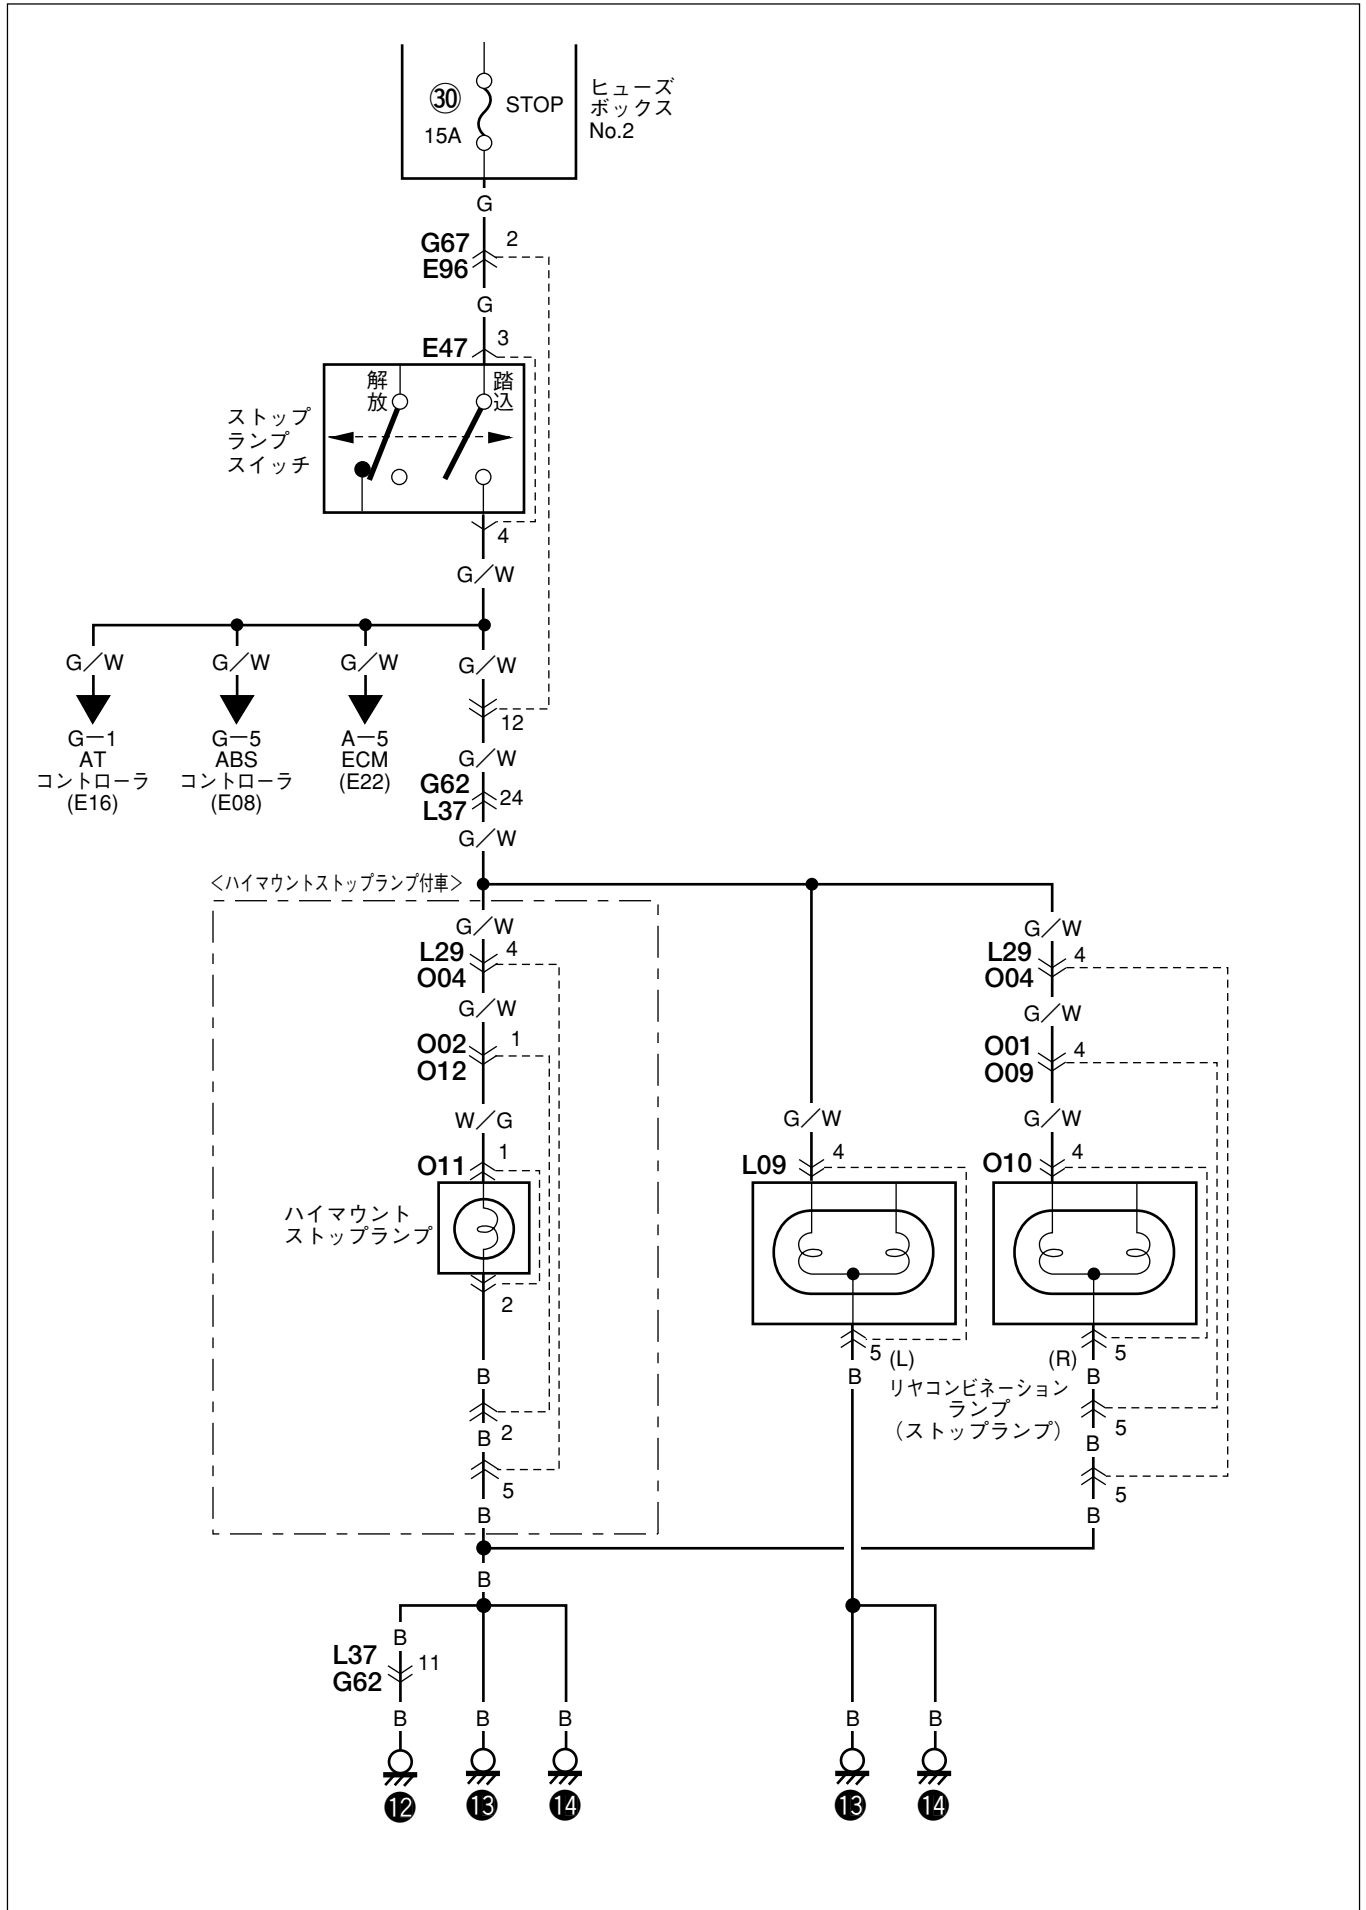 ㉚
15A
STOP
ヒューズ
ボックス
No.2
G
G67
E96
2
G
E47
3
解放
踏込
ストップ
ランプ
スイッチ
4
G/W
G/W
G/W
G/W
G/W
G−1
AT
コントローラ
(E16)
G−5
ABS
コントローラ
(E08)
A−5
ECM
(E22)
12
G/W
G62
L37
24
G/W
<ハイマウントストップランプ付車>
G/W
L29
O04
4
G/W
O02
O12
1
W/G
O11
1
ハイマウント
ストップランプ
2
B
2
B
5
B
G/W
L09
4
5
(L)
B
G/W
L29
O04
4
G/W
O01
O09
4
G/W
O10
4
(R)
5
B
リヤコンビネーション
ランプ
(ストップランプ)
5
B
5
B
B
B
L37
G62
11
B
B
B
B
B
⓬
⓭
⓮
⓭
⓮